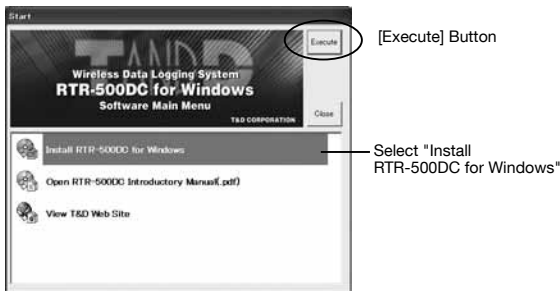 Start
TANDD
Wireless Data Logging System
RTR-500DC for Windows
Software Main Menu
T&D CORPORATION
Execute
Close
[Execute] Button
Install RTR-500DC for Windows
Open RTR-500DC Introductory Manual(.pdf)
View T&D Web Site
Select "Install
RTR-500DC for Windows"